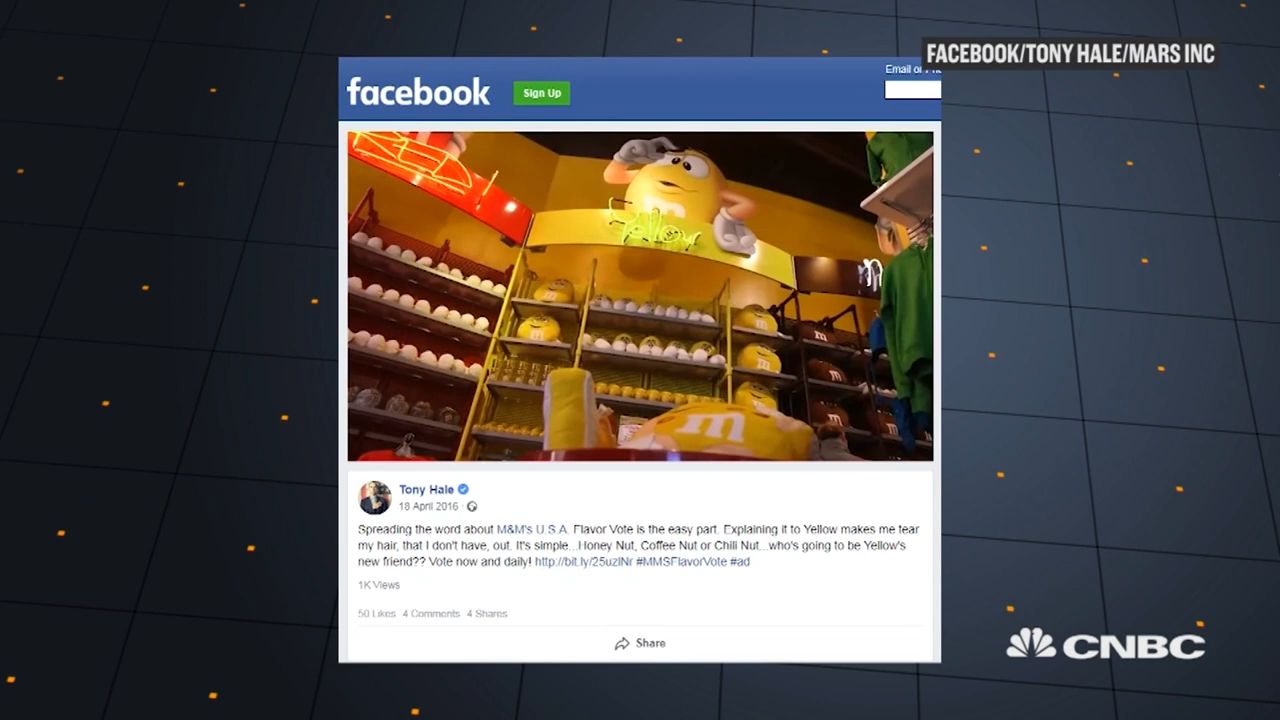 FACEBOOK/TONY HALE/MARS INC
Email or
facebook
Sign Up
Yellow
m
m
Tony Hale
18 April 2016
Spreading the word about M&M's U.S.A. Flavor Vote is the easy part. Explaining it to Yellow makes me tear
my hair, that I don't have, out. It's simple...Honey Nut, Coffee Nut or Chili Nut...who's going to be Yellow's
new friend?? Vote now and daily! http://bit.ly/25uzINr #MMSFlavorVote #ad
1K Views
50 Likes 4 Comments 4 Shares
Share
CNBC